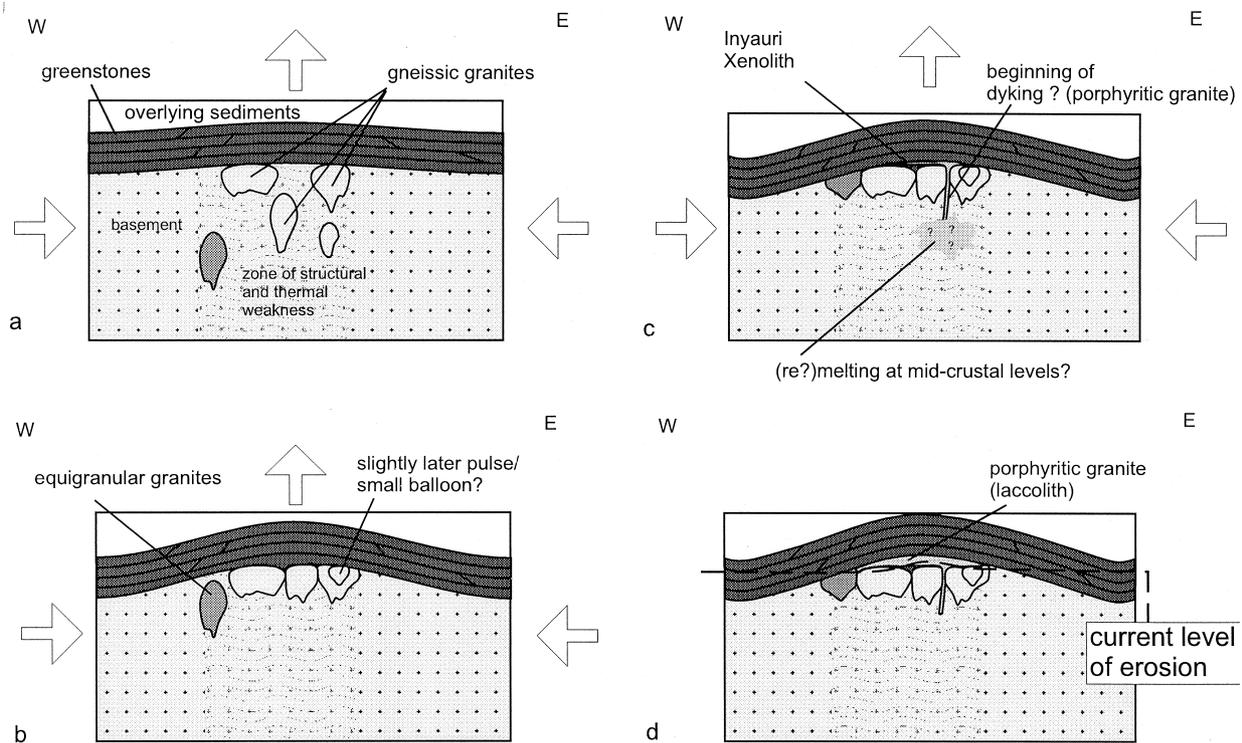 W
E
greenstones
gneissic granites
overlying sediments
basement
zone of structural
and thermal
weakness
a
W
E
equigranular granites
slightly later pulse/
small balloon?
b
W
E
Inyauri
Xenolith
beginning of
dyking ? (porphyritic granite)
? ?
?
(re?)melting at mid-crustal levels?
c
W
E
porphyritic granite
(laccolith)
current level
of erosion
d